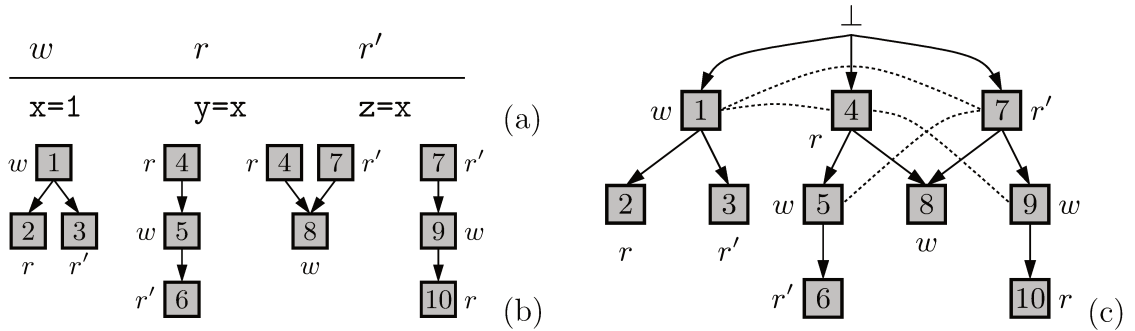 w r r′
x=1 y=x z=x
(a)
w 1 r 4 r 4 7 r′ 7 r′
2 3 w 5 8 9 w
r r′ w
r′ 6 10 r
(b)
⊥
w 1 4 7 r′
r
2 3 w 5 8 9 w
r r′ w
r′ 6 10 r
(c)